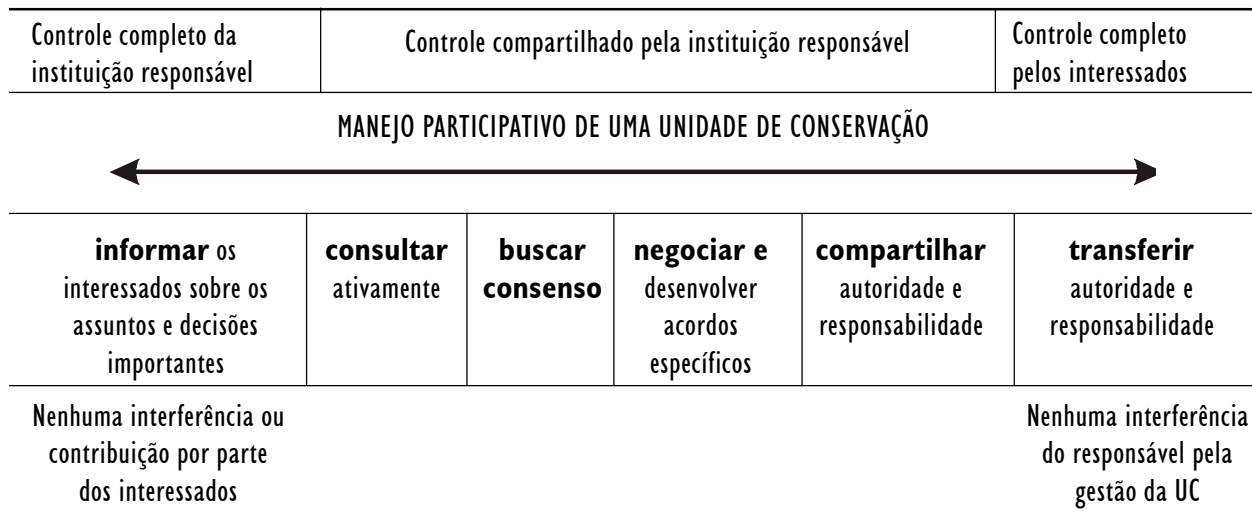 Controle completo da
instituição responsável
Controle compartilhado pela instituição responsável
Controle completo
pelos interessados
MANEJO PARTICIPATIVO DE UMA UNIDADE DE CONSERVAÇÃO
informar os
interessados sobre os
assuntos e decisões
importantes
consultar
ativamente
buscar
consenso
negociar e
desenvolver
acordos
específicos
compartilhar
autoridade e
responsabilidade
transferir
autoridade e
responsabilidade
Nenhuma interferência ou
contribuição por parte
dos interessados
Nenhuma interferência
do responsável pela
gestão da UC